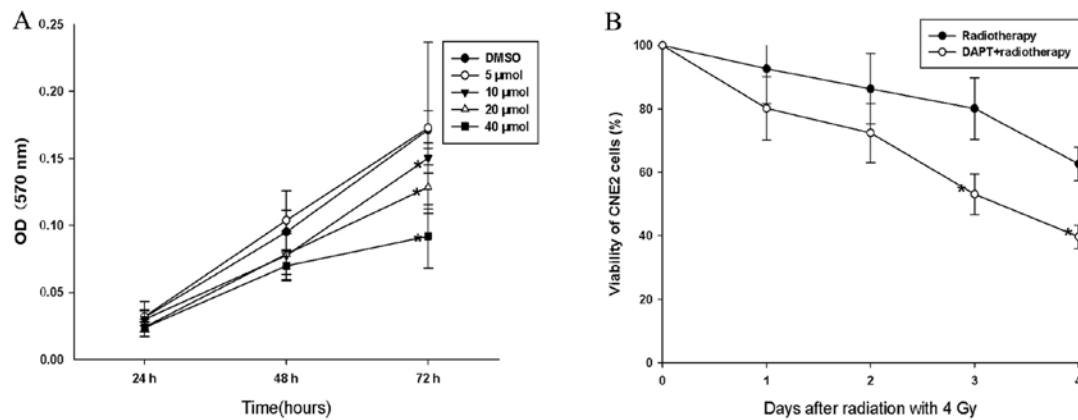 A
0.25
0.20
0.15
0.10
0.05
0.00
OD (570 nm)
DMSO
5 µmol
10 µmol
20 µmol
40 µmol
*
*
*
24 h
48 h
72 h
Time(hours)
B
100
80
60
40
20
0
Viability of CNE2 cells (%)
Radiotherapy
DAPT+radiotherapy
*
*
0
1
2
3
4
Days after radiation with 4 Gy